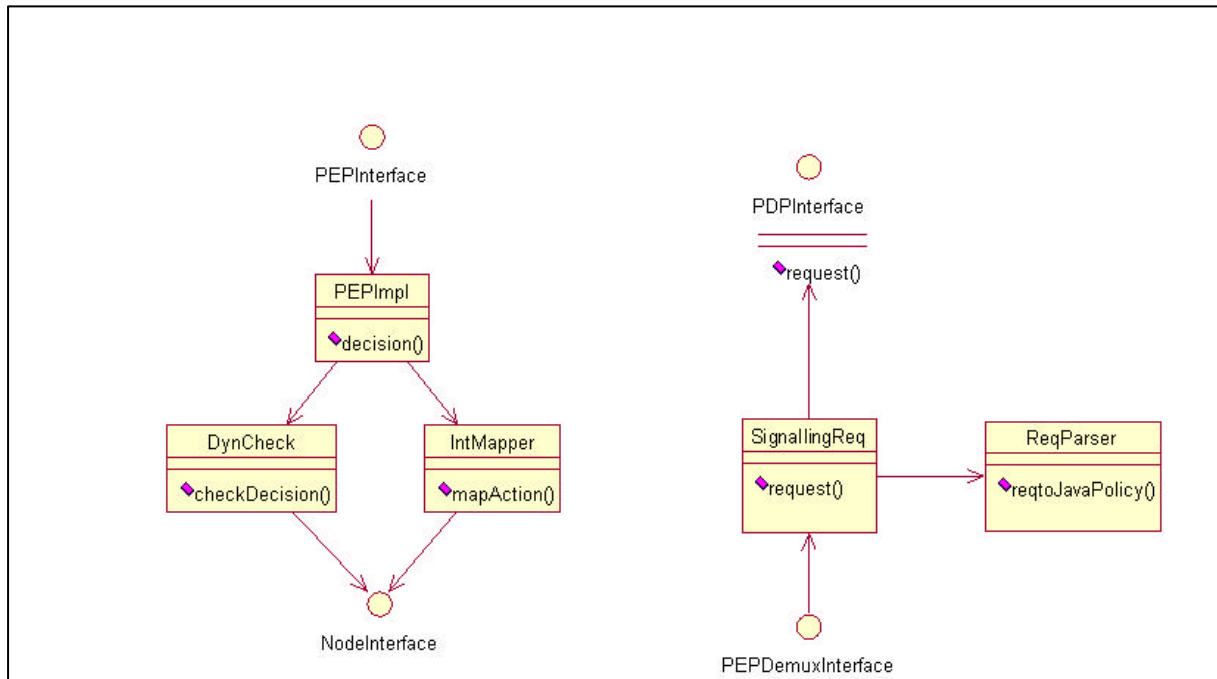 PEPInterface
PEPImpl
decision()
DynCheck
checkDecision()
IntMapper
mapAction()
NodeInterface
PDPInterface
request()
SignallingReq
request()
ReqParser
reqtoJavaPolicy()
PEPDemuxInterface